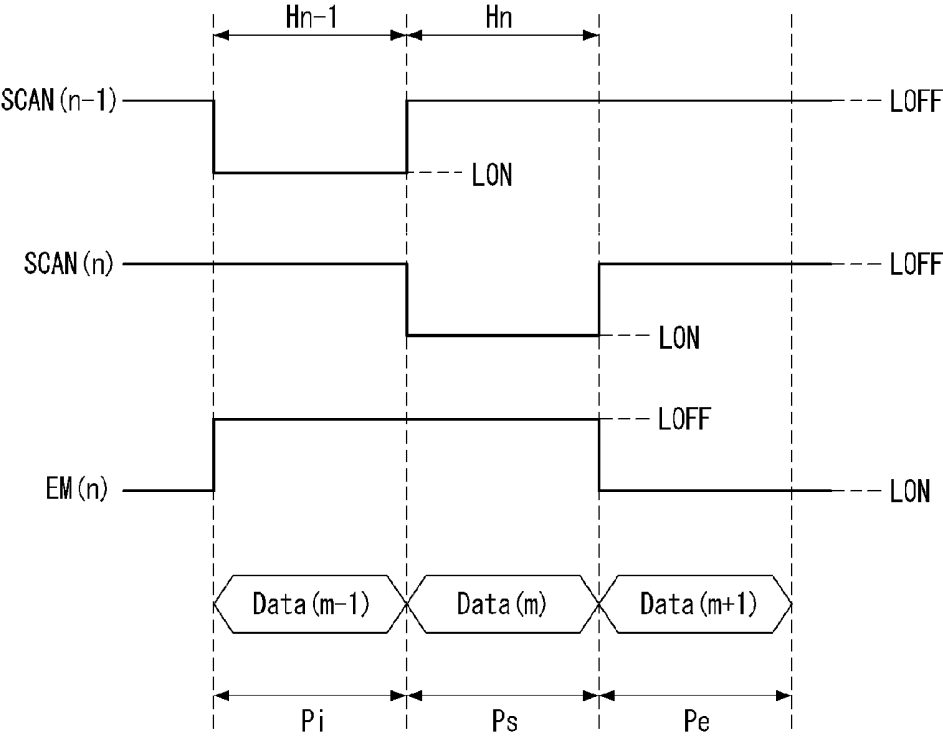 Hn-1
Hn
SCAN(n-1)
LOFF
LON
SCAN(n)
LOFF
LON
LOFF
EM(n)
LON
Data(m-1)
Data(m)
Data(m+1)
Pi
Ps
Pe